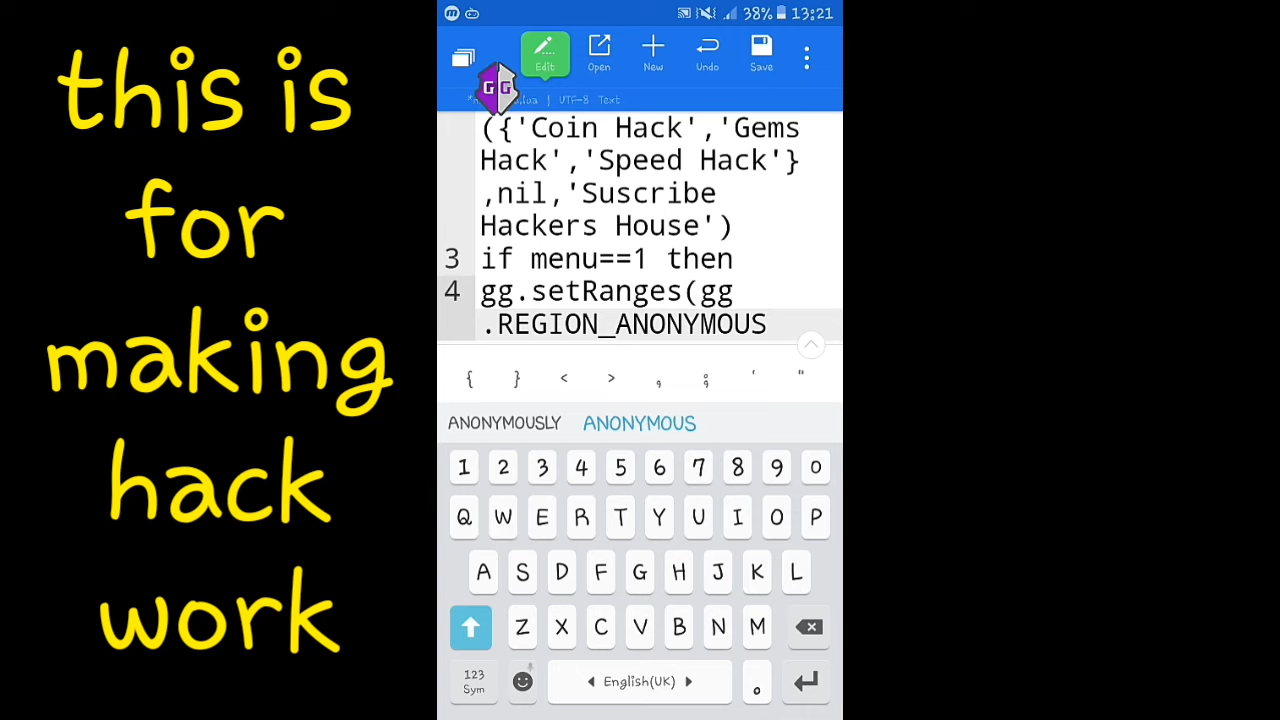 this is
for
making
hack
work
38% 13:21
Edit
Open
New
Undo
Save
GG
.lua | UTF-8 Text
({'Coin Hack','Gems
Hack','Speed Hack'}
,nil,'Suscribe
Hackers House')
3 if menu==1 then
4 gg.setRanges(gg
.REGION_ANONYMOUS
{ } < > , ; ' "
ANONYMOUSLY ANONYMOUS
1 2 3 4 5 6 7 8 9 0
Q W E R T Y U I O P
A S D F G H J K L
Z X C V B N M
123
Sym
English(UK)
.